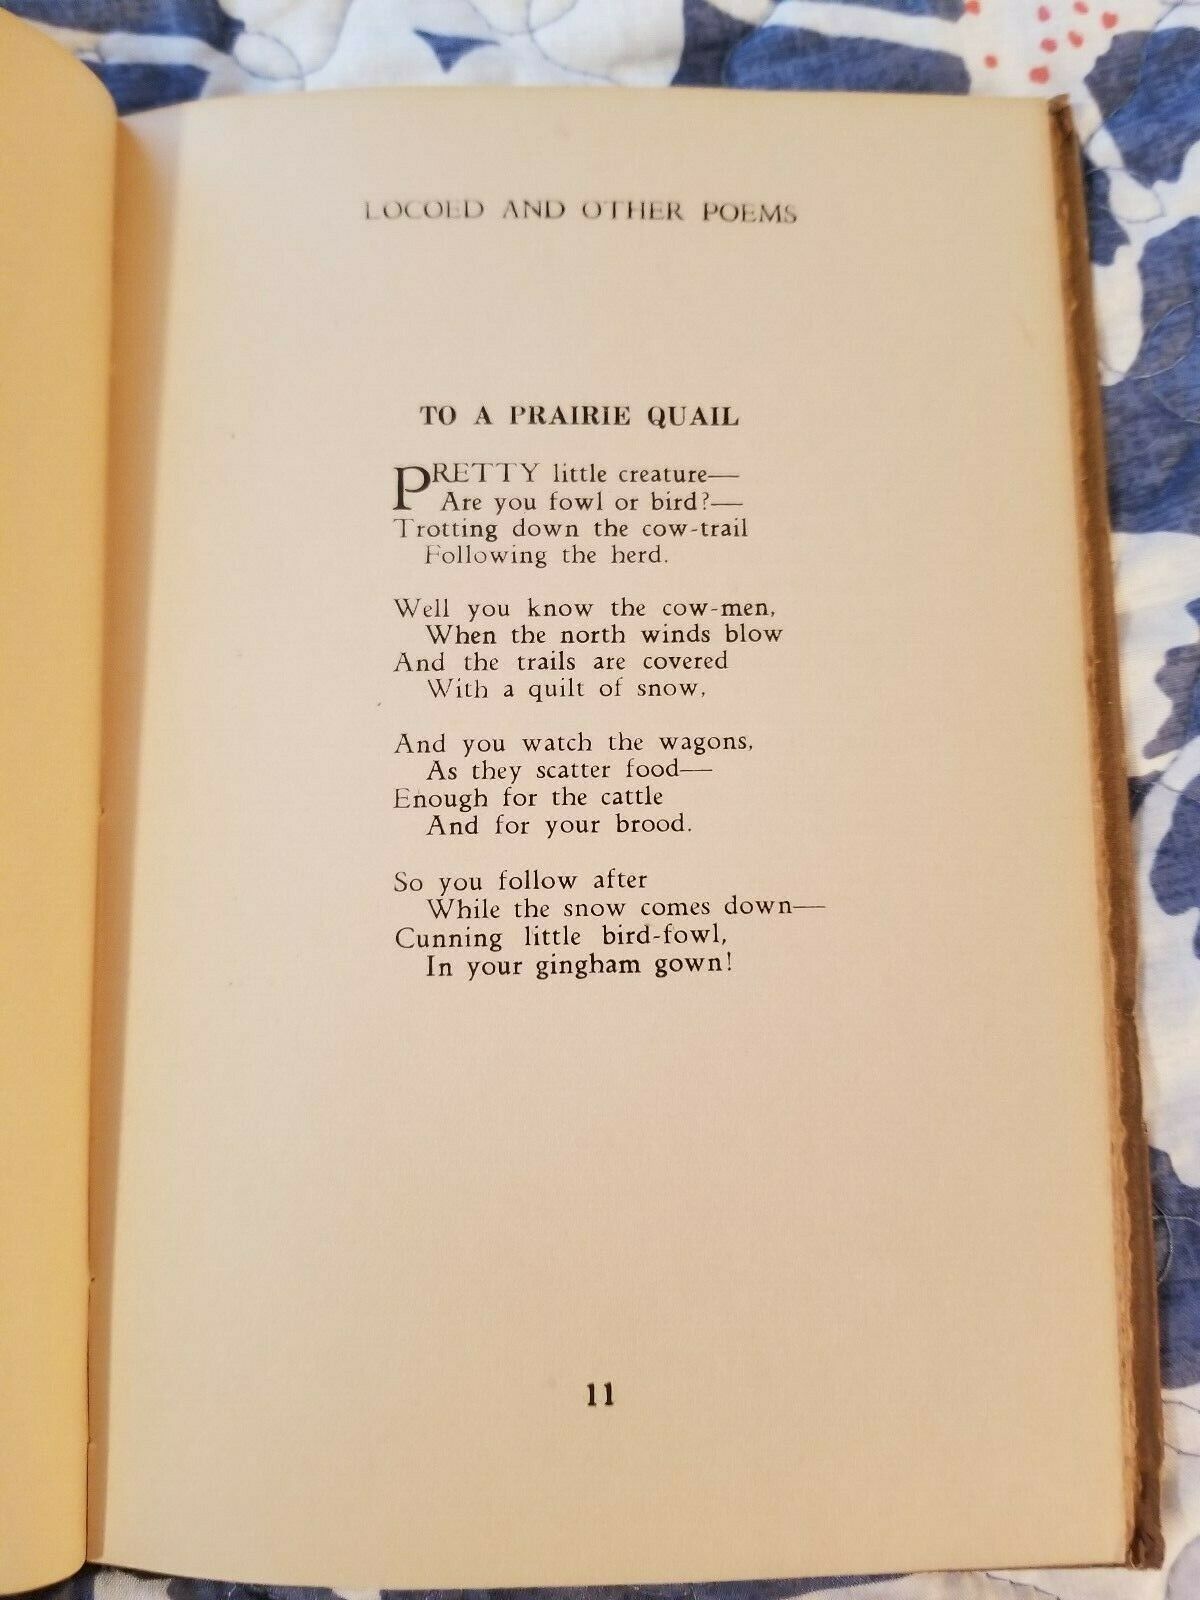 LOCOED AND OTHER POEMS
TO A PRAIRIE QUAIL
PRETTY little creature—
Are you fowl or bird?—
Trotting down the cow-trail
Following the herd.
Well you know the cow-men,
When the north winds blow
And the trails are covered
With a quilt of snow,
And you watch the wagons,
As they scatter food—
Enough for the cattle
And for your brood.
So you follow after
While the snow comes down—
Cunning little bird-fowl,
In your gingham gown!
11